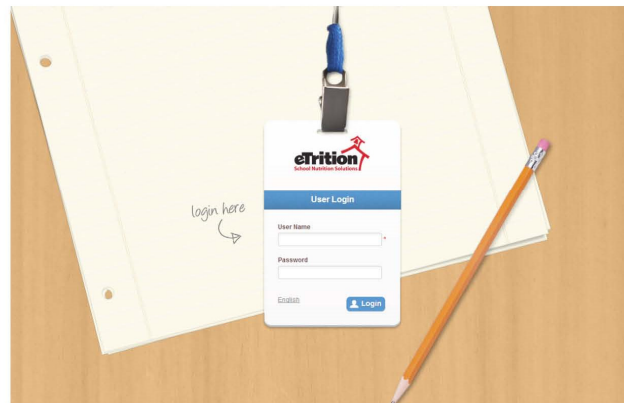 eTrition
School Nutrition Solutions
User Login
login here
User Name
*
Password
English
Login